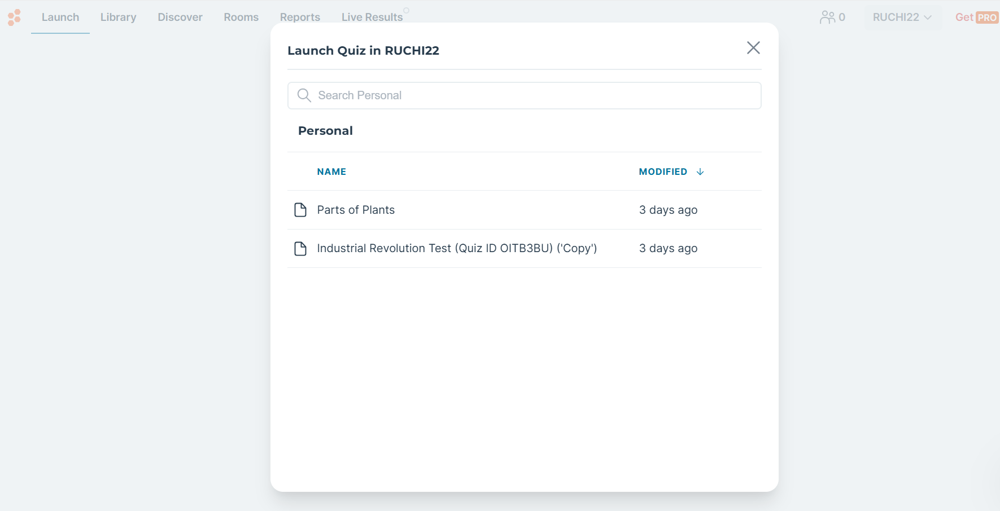 Launch Library Discover Rooms Reports Live Results 0 RUCHI22 Get PRO
Launch Quiz in RUCHI22
Search Personal
Personal
NAME MODIFIED
Parts of Plants 3 days ago
Industrial Revolution Test (Quiz ID OITB3BU) ('Copy') 3 days ago